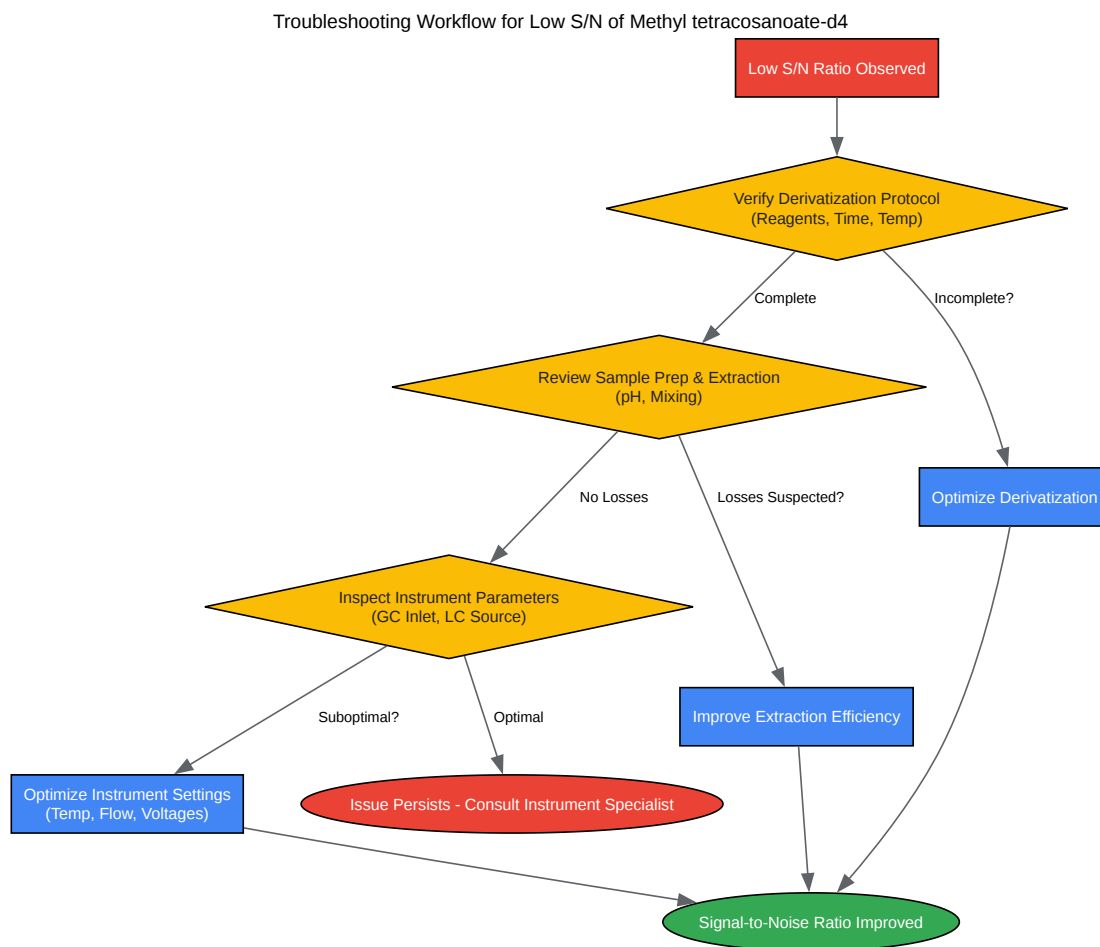 Troubleshooting Workflow for Low S/N of Methyl tetracosanoate-d4
Low S/N Ratio Observed
Verify Derivatization Protocol
(Reagents, Time, Temp)
Complete
Incomplete?
Review Sample Prep & Extraction
(pH, Mixing)
No Losses
Losses Suspected?
Optimize Derivatization
Inspect Instrument Parameters
(GC Inlet, LC Source)
Suboptimal?
Optimal
Improve Extraction Efficiency
Optimize Instrument Settings
(Temp, Flow, Voltages)
Issue Persists - Consult Instrument Specialist
Signal-to-Noise Ratio Improved